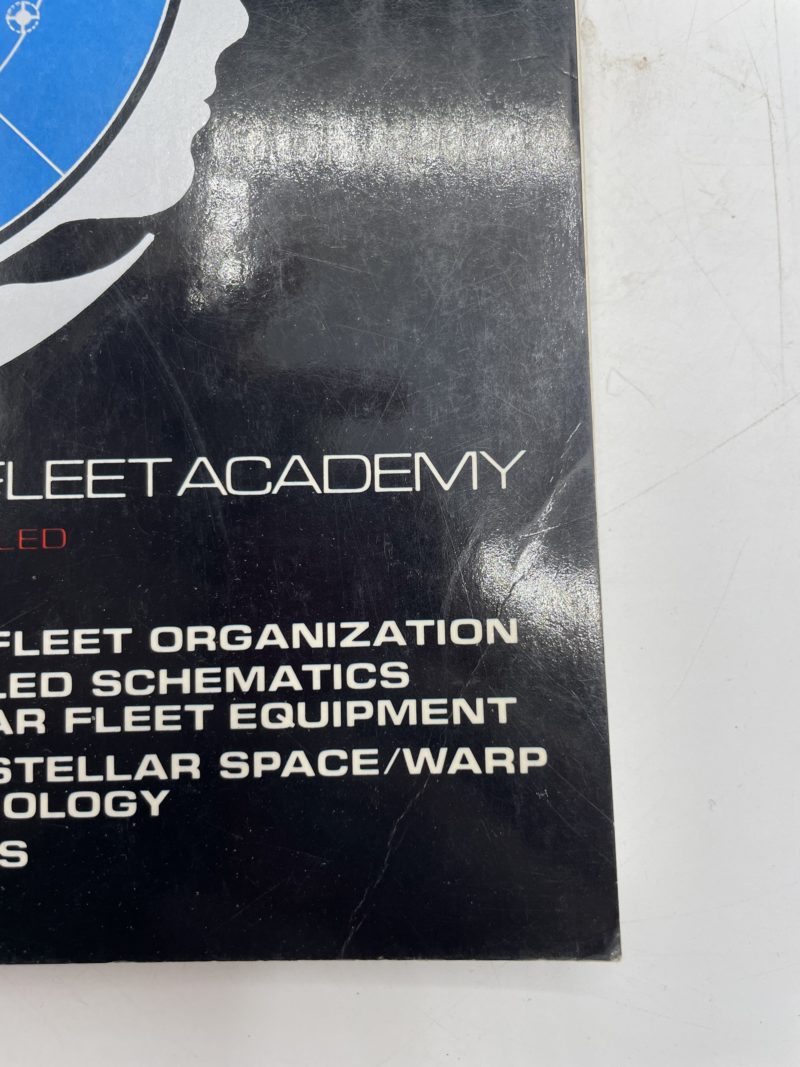 FLEET ACADEMY
LED
FLEET ORGANIZATION
LED SCHEMATICS
AR FLEET EQUIPMENT
STELLAR SPACE/WARP
OLOGY
S